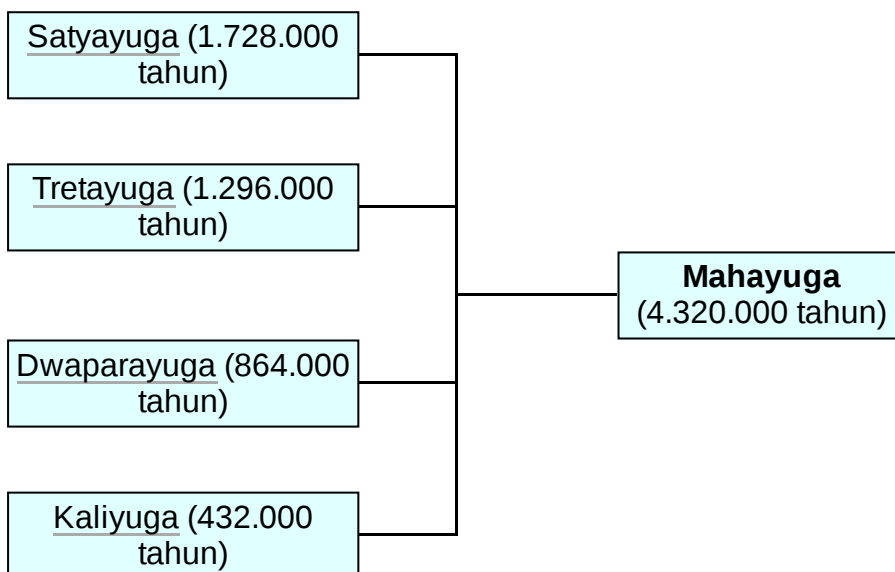 Satyayuga (1.728.000
tahun)
Tretayuga (1.296.000
tahun)
Mahayuga
(4.320.000 tahun)
Dwaparayuga (864.000
tahun)
Kaliyuga (432.000
tahun)